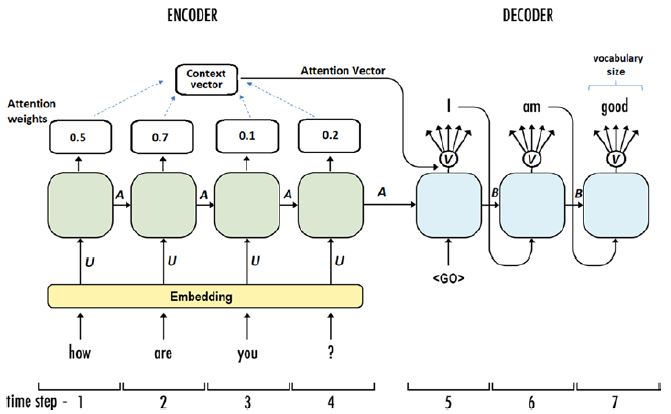 ENCODER
DECODER
Context
vector
Attention Vector
vocabulary
size
Attention
weights
I
am
good
0.5
0.7
0.1
0.2
V
V
V
A
A
A
A
B
B
U
U
U
U
<GO>
Embedding
how
are
you
?
time step - 1 2 3 4 5 6 7